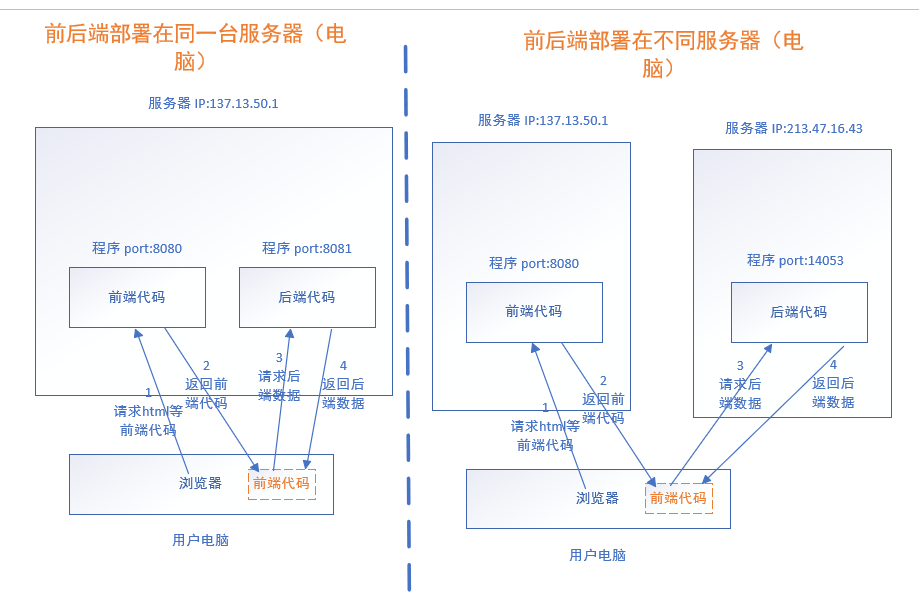 前后端部署在同一台服务器（电
脑）
服务器 IP:137.13.50.1
程序 port:8080
程序 port:8081
前端代码
后端代码
1
请求html等
前端代码
2
返回前
端代码
3
请求后
端数据
4
返回后
端数据
浏览器
前端代码
用户电脑
前后端部署在不同服务器（电
脑）
服务器 IP:137.13.50.1
服务器 IP:213.47.16.43
程序 port:8080
程序 port:14053
前端代码
后端代码
1
请求html等
前端代码
2
返回前
端代码
3
请求后
端数据
4
返回后
端数据
浏览器
前端代码
用户电脑